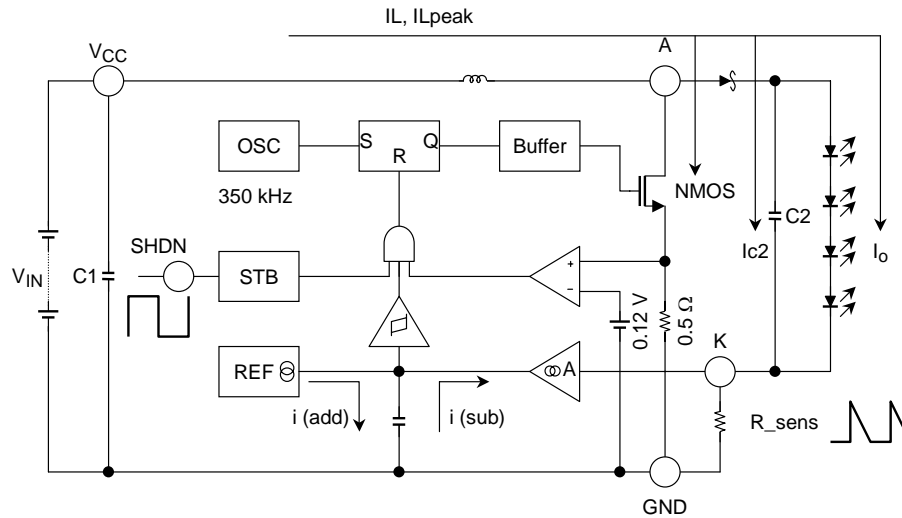 IL, ILpeak
VCC
A
OSC
S
Q
R
Buffer
350 kHz
NMOS
C2
Ic2
Io
SHDN
VIN
C1
STB
+
−
0.12 V
0.5 Ω
K
REF
A
i (add)
i (sub)
R_sens
GND